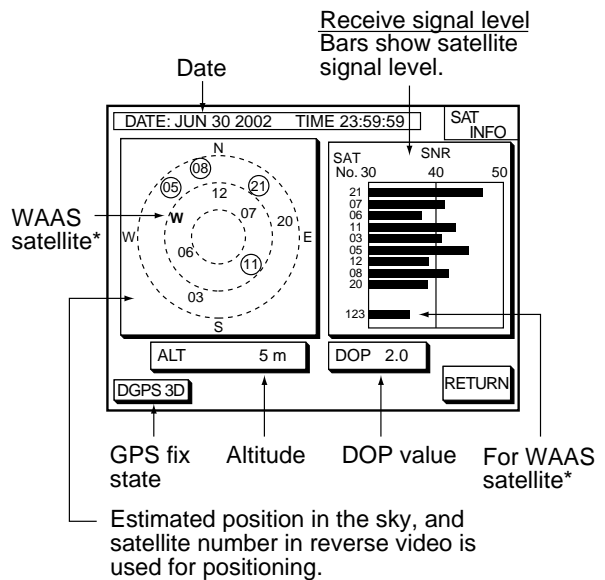 Receive signal level
Bars show satellite
signal level.
Date
DATE: JUN 30 2002 TIME 23:59:59
SAT
INFO
N
08
05
21
12
W
07
20
W
E
06
11
03
S
WAAS
satellite*
SAT
No.
SNR
30 40 50
21
07
06
11
03
05
12
08
20
123
ALT 5 m
DOP 2.0
DGPS 3D
RETURN
GPS fix
state
Altitude
DOP value
For WAAS
satellite*
Estimated position in the sky, and
satellite number in reverse video is
used for positioning.